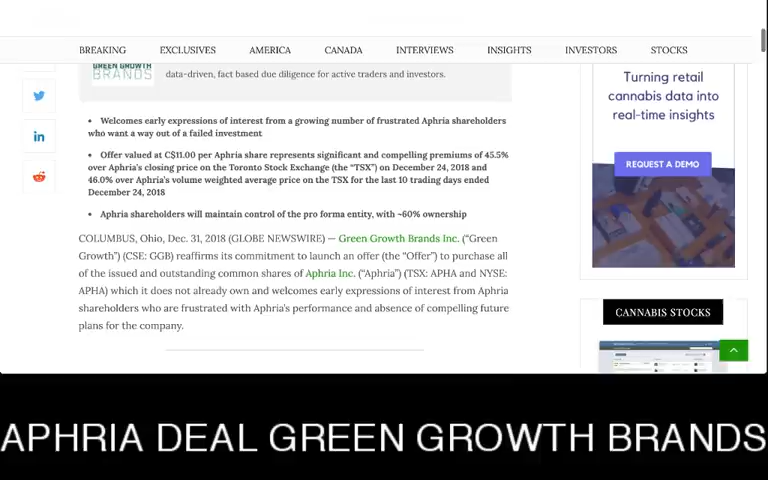 BREAKING EXCLUSIVES AMERICA CANADA INTERVIEWS INSIGHTS INVESTORS STOCKS
GREEN GROWTH
BRANDS
data-driven, fact based due diligence for active traders and investors.
• Welcomes early expressions of interest from a growing number of frustrated Aphria shareholders
who want a way out of a failed investment
• Offer valued at C$11.00 per Aphria share represents significant and compelling premiums of 45.5%
over Aphria's closing price on the Toronto Stock Exchange (the “TSX”) on December 24, 2018 and
46.0% over Aphria's volume weighted average price on the TSX for the last 10 trading days ended
December 24, 2018
• Aphria shareholders will maintain control of the pro forma entity, with ~60% ownership
COLUMBUS, Ohio, Dec. 31, 2018 (GLOBE NEWSWIRE) — Green Growth Brands Inc. (“Green
Growth”) (CSE: GGB) reaffirms its commitment to launch an offer (the “Offer”) to purchase all
of the issued and outstanding common shares of Aphria Inc. (“Aphria”) (TSX: APHA and NYSE:
APHA) which it does not already own and welcomes early expressions of interest from Aphria
shareholders who are frustrated with Aphria's performance and absence of compelling future
plans for the company.
Turning retail
cannabis data into
real-time insights
REQUEST A DEMO
CANNABIS STOCKS
APHRIA DEAL GREEN GROWTH BRANDS